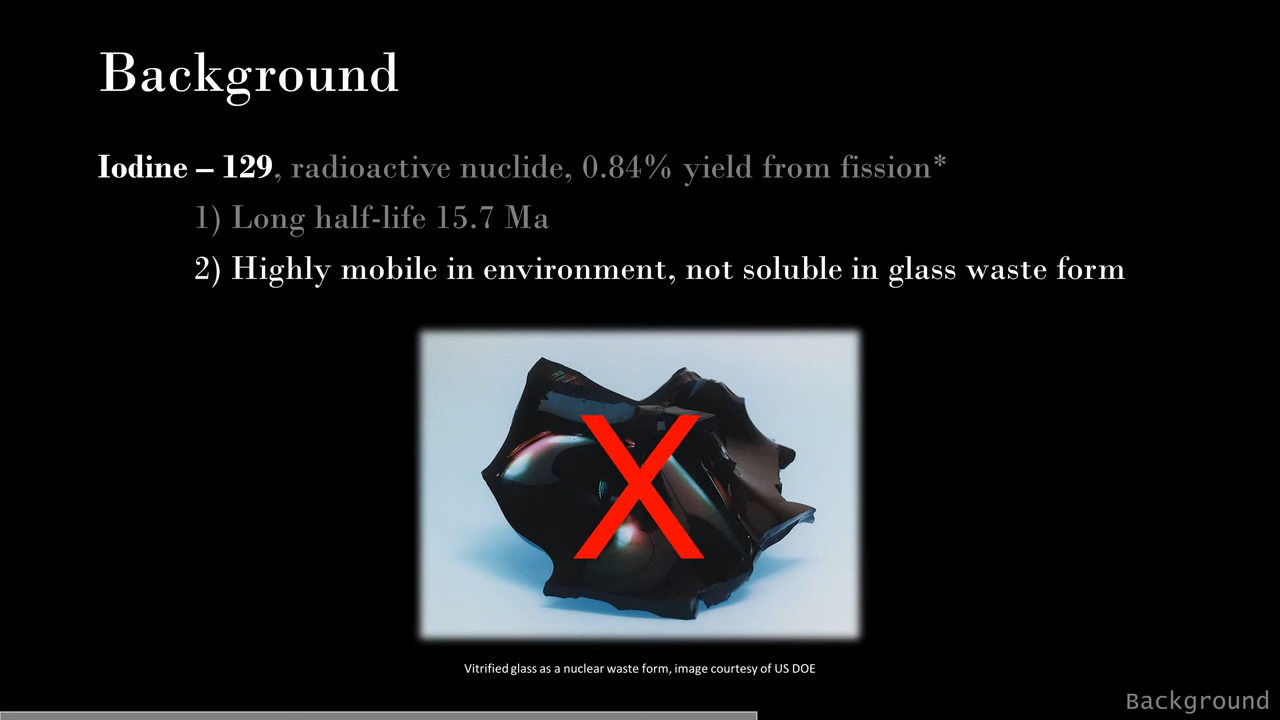 Background
Iodine – 129, radioactive nuclide, 0.84% yield from fission*
1) Long half-life 15.7 Ma
2) Highly mobile in environment, not soluble in glass waste form
X
Vitrified glass as a nuclear waste form, image courtesy of US DOE
Background